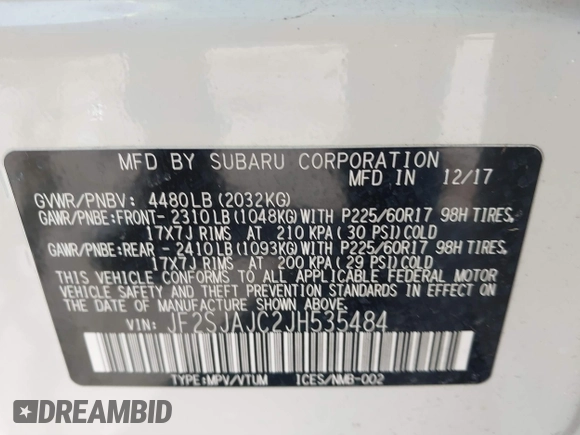 MFD BY SUBARU CORPORATION
MFD IN 12/17
GVWR/PNBV: 4480LB (2032KG)
GAWR/PNBE:FRONT- 2310LB (1048KG) WITH P225/60R17 98H TIRES,
17X7J RIMS AT 210 KPA (30 PSI) COLD
GAWR/PNBE:REAR - 2410LB (1093KG) WITH P225/60R17 98H TIRES,
17X7J RIMS AT 200 KPA (29 PSI) COLD
THIS VEHICLE CONFORMS TO ALL APPLICABLE FEDERAL MOTOR
VEHICLE SAFETY AND THEFT PREVENTION STANDARDS IN EFFECT
ON THE DATE OF MANUFACTURE SHOWN ABOVE.
VIN: JF2SJAJC2JH535484
TYPE:MPV/VTUM ICES/NMB-002
DREAMBID
dreambid.com